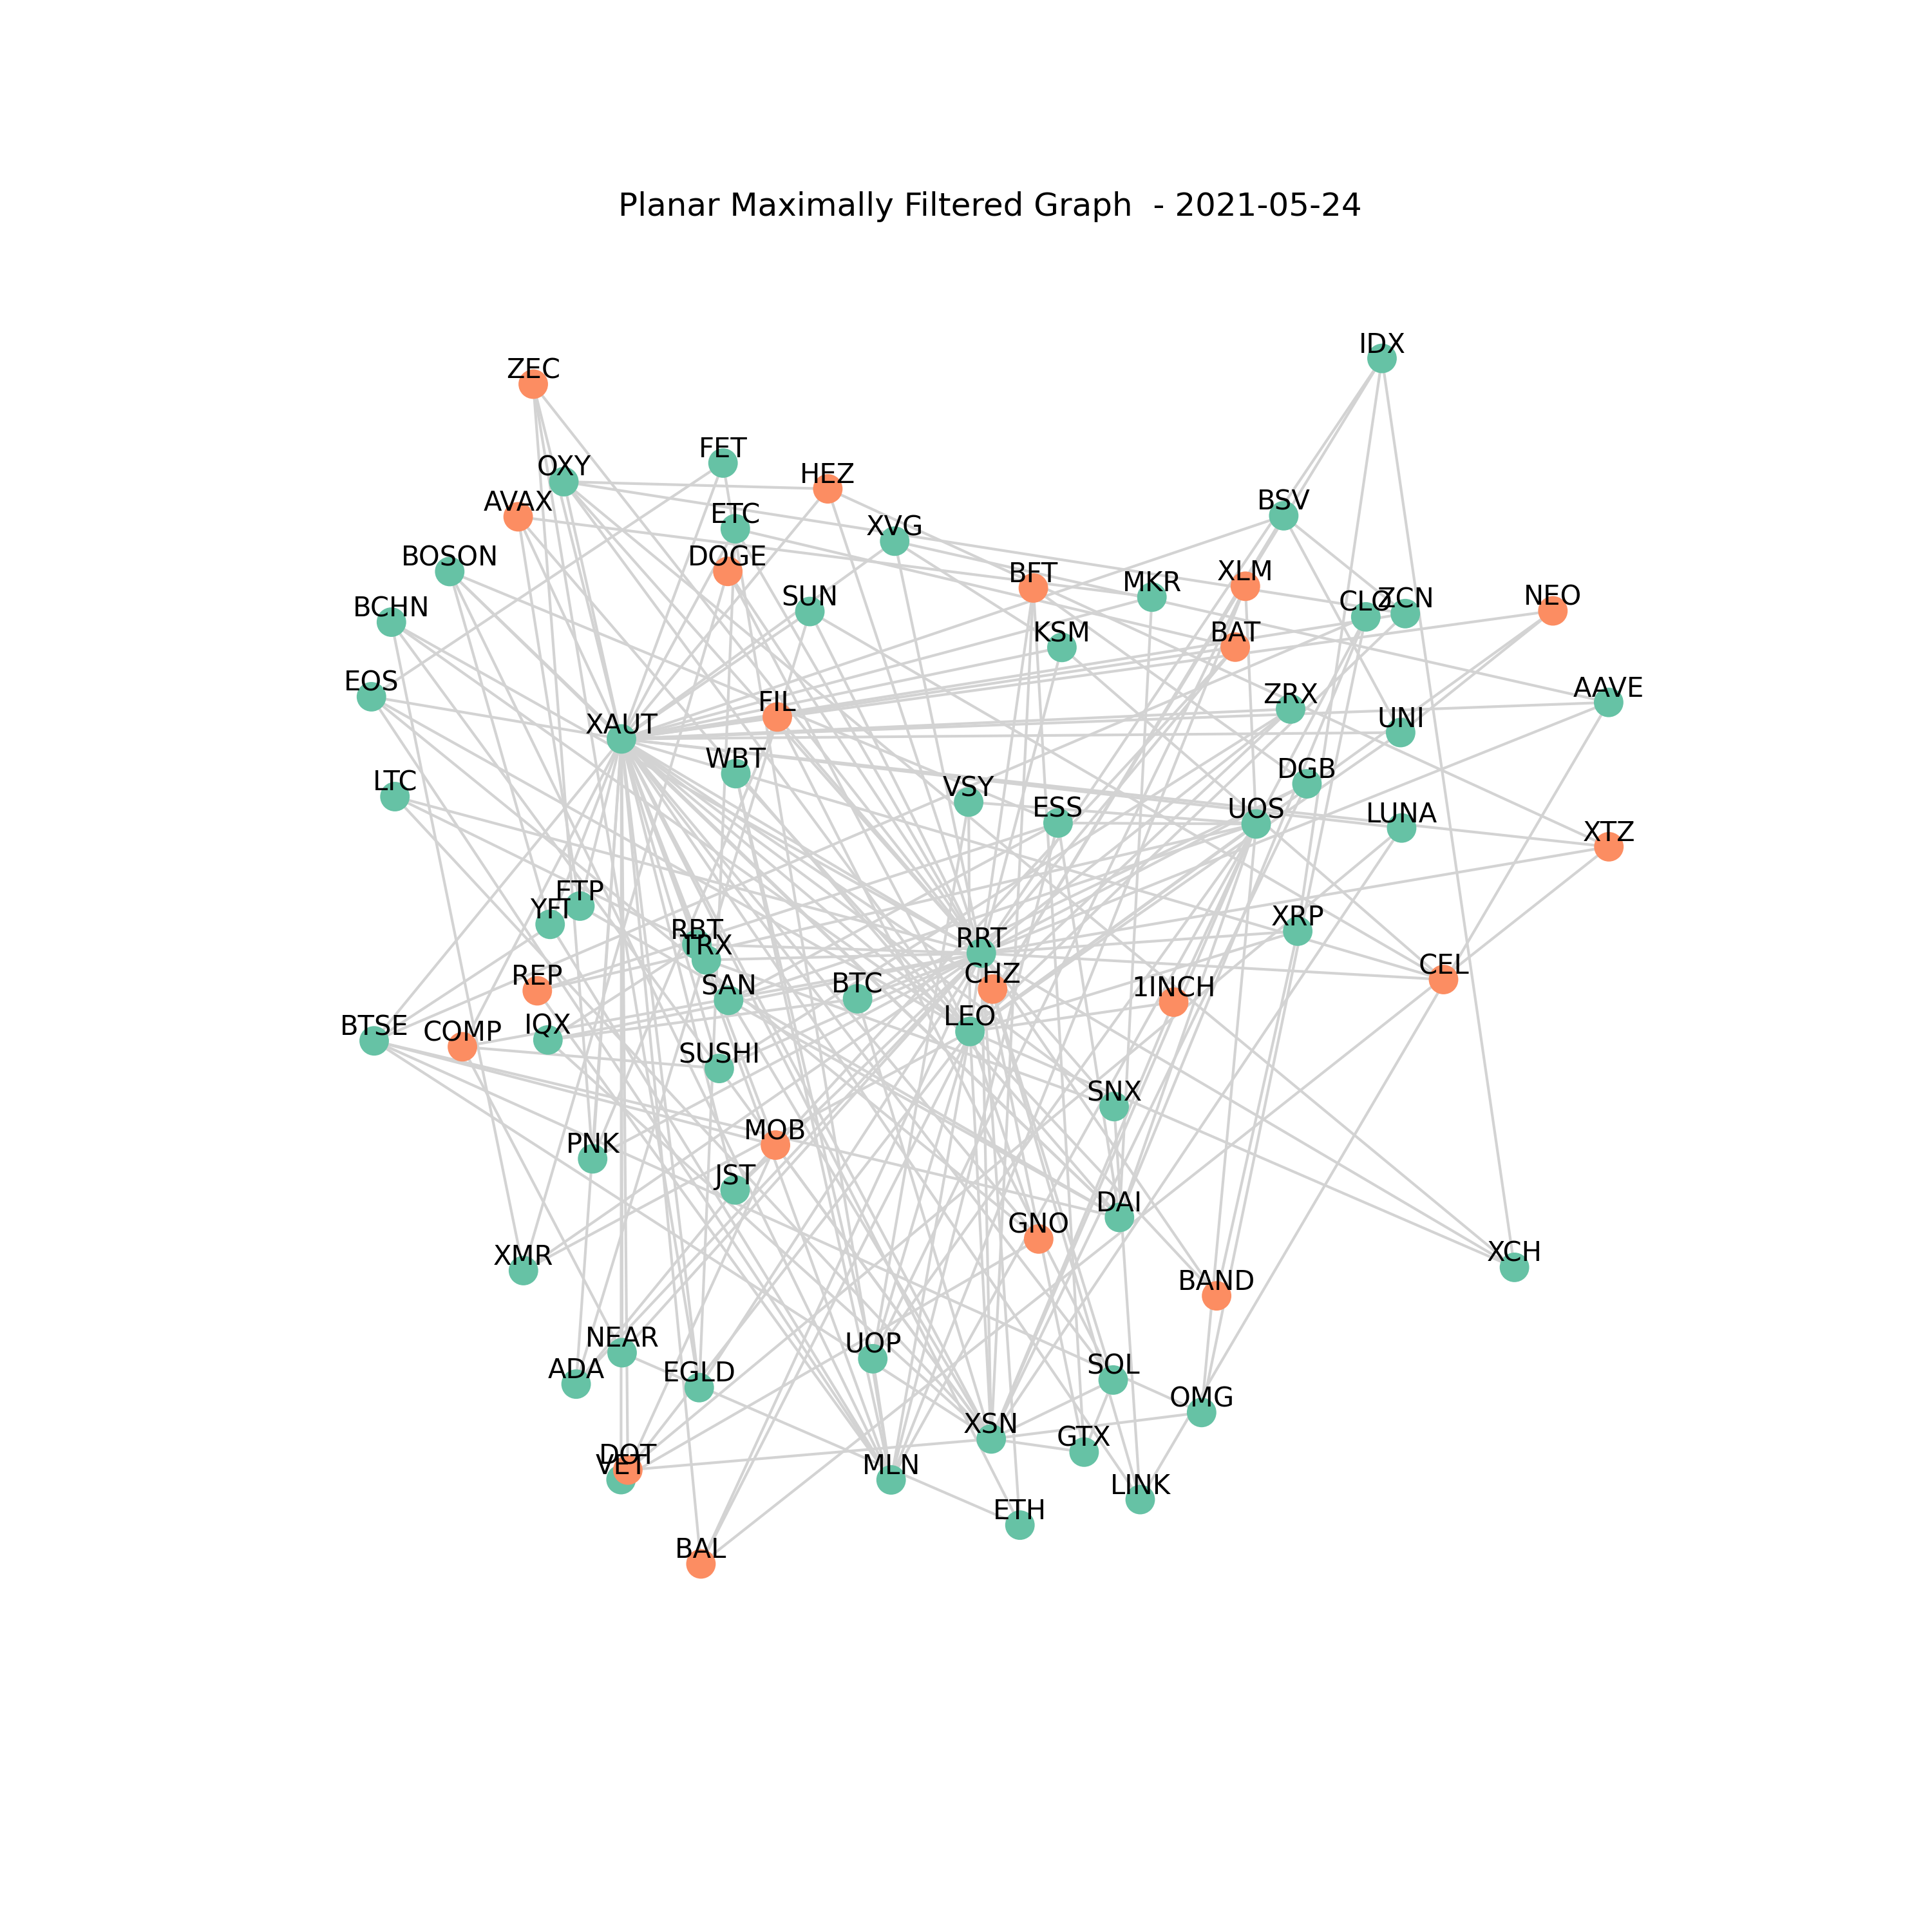 Planar Maximally Filtered Graph - 2021-05-24
IDX
ZEC
FET
OXY
HEZ
AVAX
BSV
ETC
XVG
BOSON
DOGE
BFT
XLM
MKR
SUN
BCHN
CLO
ZCN
NEO
KSM
BAT
EOS
AAVE
FIL
ZRX
XAUT
UNI
WBT
DGB
LTC
VSY
ESS
UOS
LUNA
XTZ
ETP
YFI
RBT
TRX
RRT
XRP
CEL
REP
SAN
BTC
CHZ
1INCH
BTSE
COMP
IQX
LEO
SUSHI
SNX
PNK
MOB
JST
DAI
GNO
XMR
XCH
BAND
NEAR
UOP
ADA
EGLD
SOL
OMG
XSN
GTX
DOT
VET
MLN
LINK
ETH
BAL